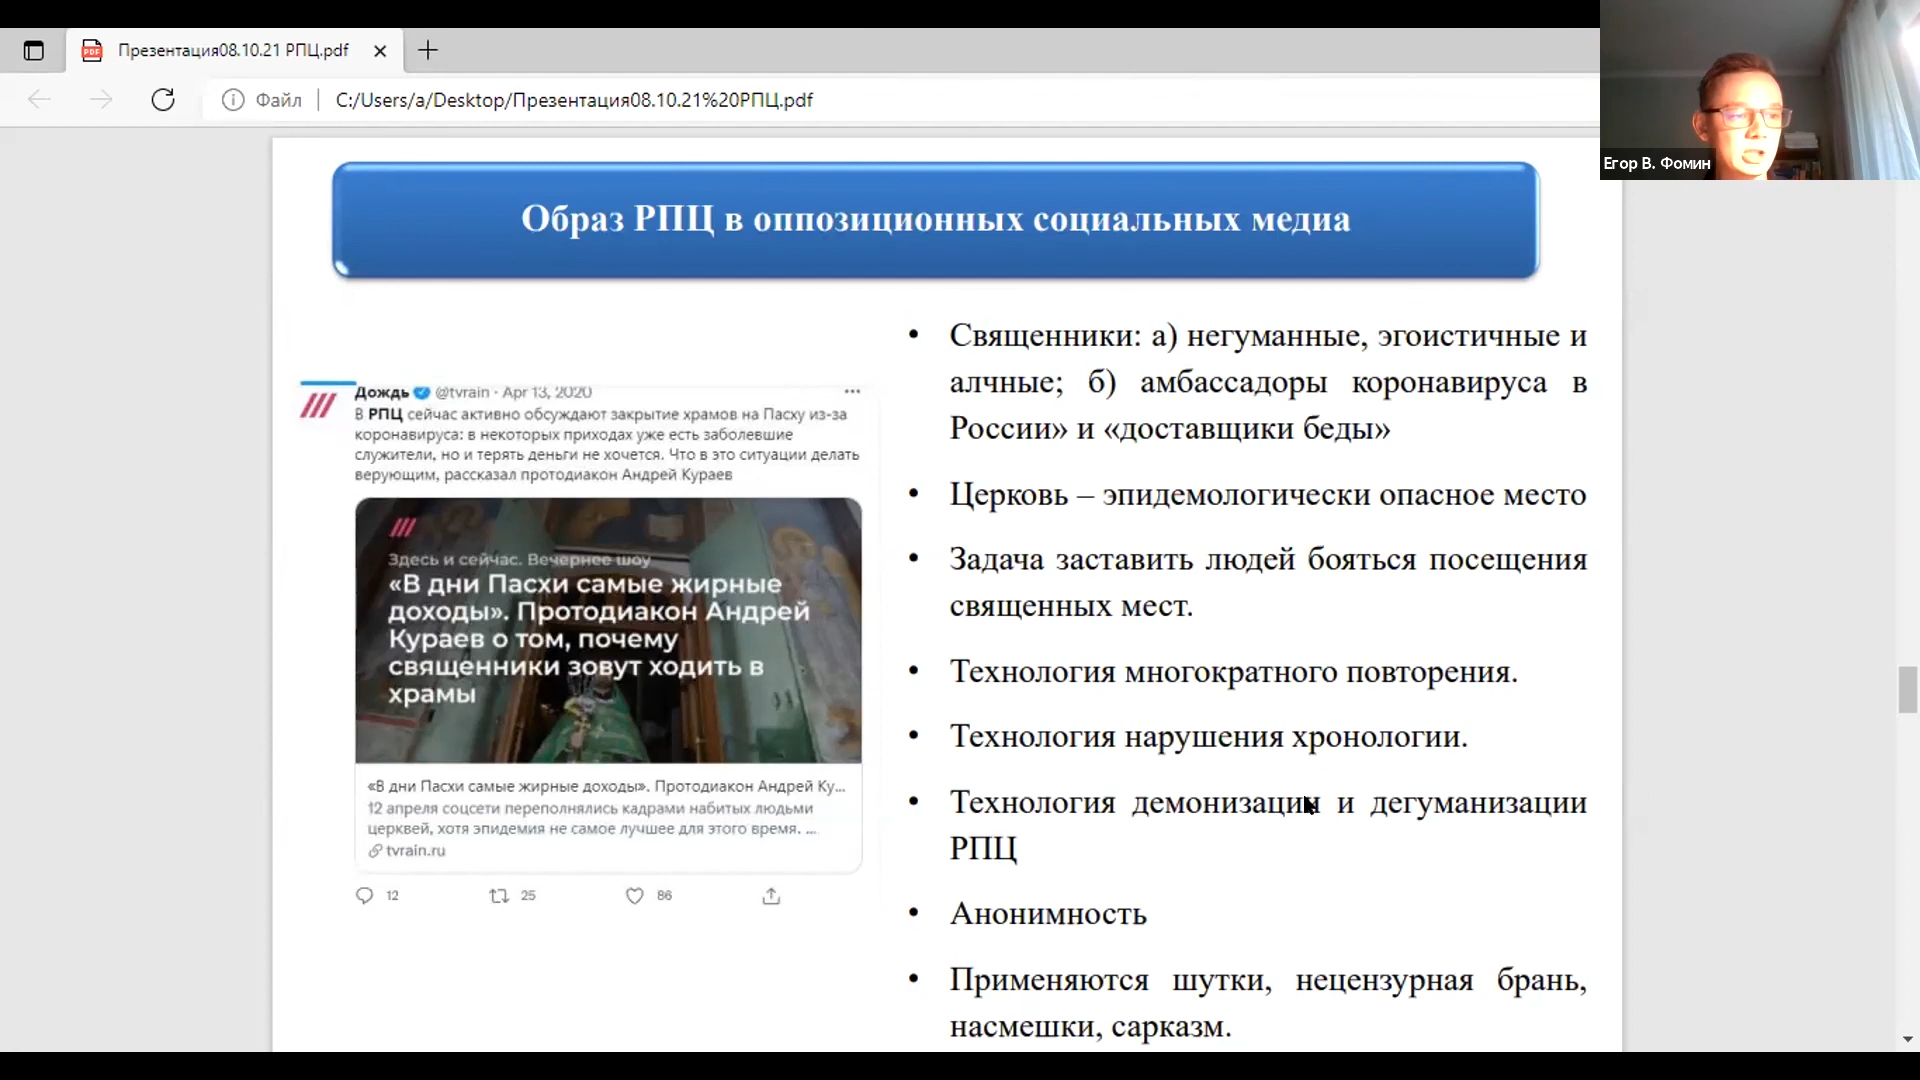 Презентация08.10.21 РПЦ.pdf
Файл
C:/Users/a/Desktop/Презентация08.10.21%20РПЦ.pdf
Егор В. Фомин
Образ РПЦ в оппозиционных социальных медиа
Дождь @tvrain · Apr 13, 2020
В РПЦ сейчас активно обсуждают закрытие храмов на Пасху из-за
коронавируса: в некоторых приходах уже есть заболевшие
служители, но и терять деньги не хочется. Что в это ситуации делать
верующим, рассказал протодиакон Андрей Кураев
Здесь и сейчас. Вечернее шоу
«В дни Пасхи самые жирные
доходы». Протодиакон Андрей
Кураев о том, почему
священники зовут ходить в
храмы
«В дни Пасхи самые жирные доходы». Протодиакон Андрей Ку...
12 апреля соцсети переполнялись кадрами набитых людьми
церквей, хотя эпидемия не самое лучшее для этого время. ...
tvrain.ru
12
25
86
• Священники: а) негуманные, эгоистичные и
алчные; б) амбассадоры коронавируса в
России» и «доставщики беды»
• Церковь – эпидемологически опасное место
• Задача заставить людей бояться посещения
священных мест.
• Технология многократного повторения.
• Технология нарушения хронологии.
• Технология демонизации и дегуманизации
РПЦ
• Анонимность
• Применяются шутки, нецензурная брань,
насмешки, сарказм.